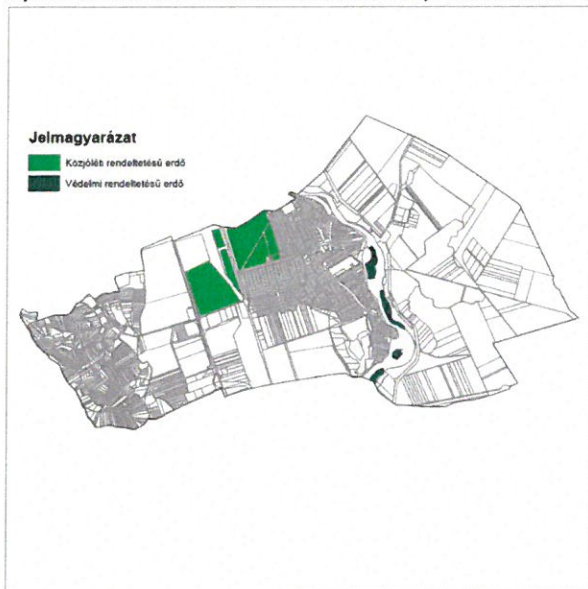 Jelmagyarázat
Közjóléti rendeltetésű erdő
Védelmi rendeltetésű erdő